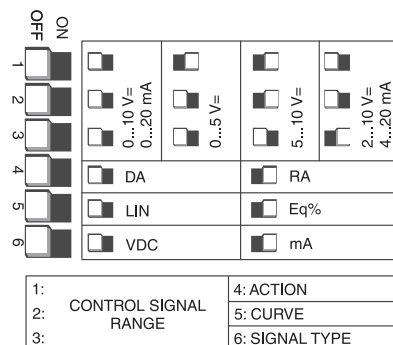 OFF ON
1
2
3
4
5
6
0...10 V=
0...20 mA
0...5 V=
5...10 V=
2...10 V=
4...20 mA
DA RA
LIN Eq%
VDC mA
1: 4: ACTION
2: CONTROL SIGNAL RANGE 5: CURVE
3: 6: SIGNAL TYPE